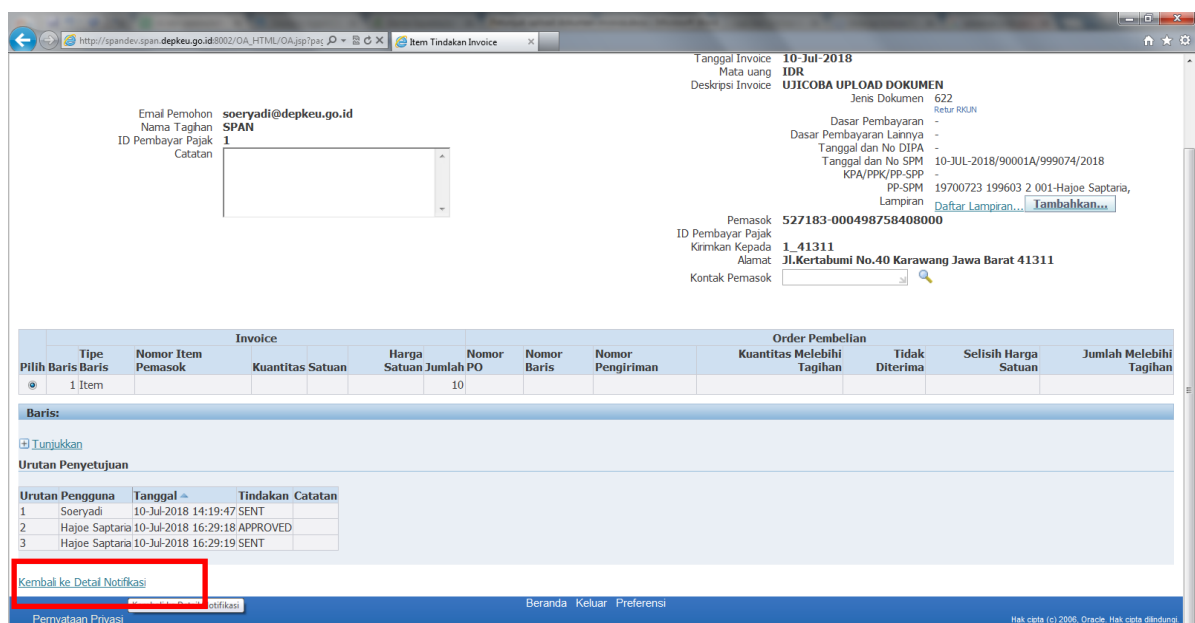 http://spandev.span.depkeu.go.id:8002/OA_HTML/OA.jsp?pag
Item Tindakan Invoice
Tanggal Invoice 10-Jul-2018
Mata uang IDR
Deskripsi Invoice UJICOBA UPLOAD DOKUMEN
Jenis Dokumen 622
Retur RKUN
Email Pemohon soeryadi@depkeu.go.id
Nama Tagihan SPAN
ID Pembayar Pajak 1
Catatan
Dasar Pembayaran -
Dasar Pembayaran Lainnya -
Tanggal dan No DIPA -
Tanggal dan No SPM 10-JUL-2018/90001A/999074/2018
KPA/PPK/PP-SPP -
PP-SPM 19700723 199603 2 001-Hajoe Saptaria,
Lampiran Daftar Lampiran... Tambahkan...
Pemasok 527183-000498758408000
ID Pembayar Pajak
Kirimkan Kepada 1_41311
Alamat Jl.Kertabumi No.40 Karawang Jawa Barat 41311
Kontak Pemasok
Invoice Order Pembelian
Pilih Baris Tipe Baris Nomor Item Pemasok Kuantitas Satuan Harga Satuan Jumlah Nomor PO Nomor Baris Nomor Pengiriman Kuantitas Melebihi Tagihan Tidak Diterima Selisih Harga Satuan Jumlah Melebihi Tagihan
1 Item 10
Baris:
Tunjukkan
Urutan Penyetujuan
Urutan Pengguna Tanggal Tindakan Catatan
1 Soeryadi 10-Jul-2018 14:19:47 SENT
2 Hajoe Saptaria 10-Jul-2018 16:29:18 APPROVED
3 Hajoe Saptaria 10-Jul-2018 16:29:19 SENT
Kembali ke Detail Notifikasi
Beranda Keluar Preferensi
Pernyataan Privasi
Hak cipta (c) 2006, Oracle. Hak cipta dilindungi.